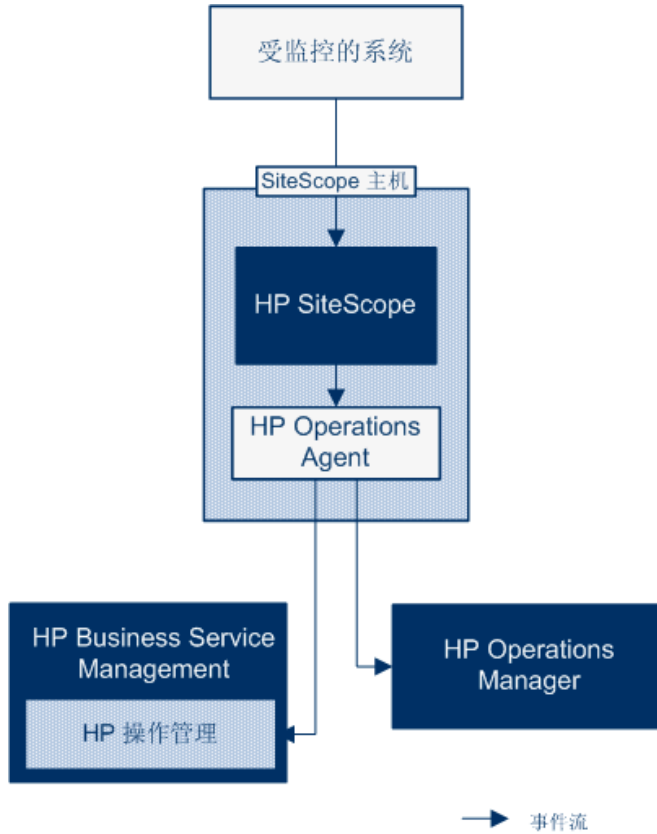 受监控的系统
SiteScope 主机
HP SiteScope
HP Operations
Agent
HP Business Service
Management
HP 操作管理
HP Operations
Manager
事件流